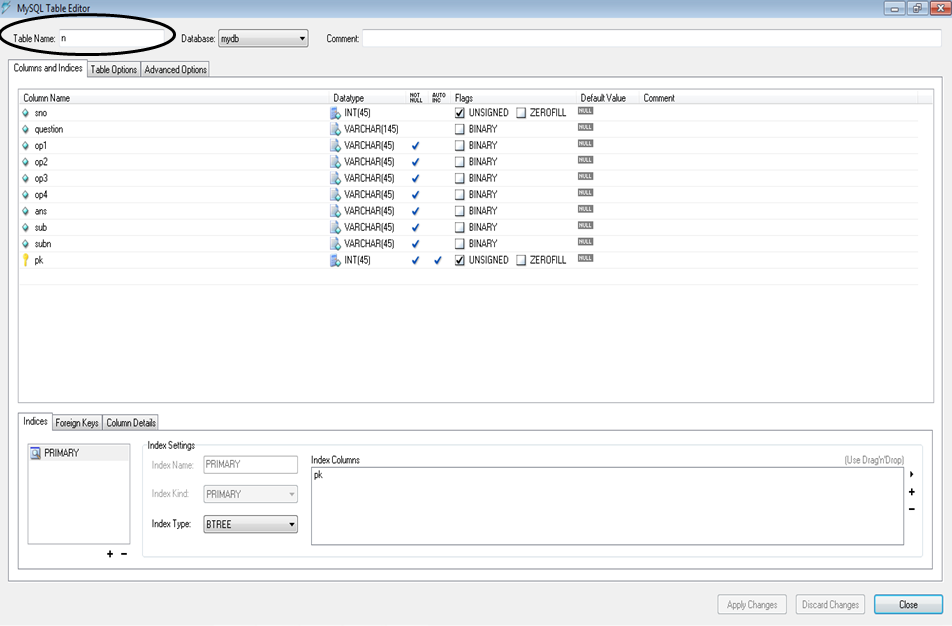 MySQL Table Editor
Table Name: n Database: mydb Comment:
Columns and Indices Table Options Advanced Options
Column Name Datatype NOT NULL AUTO INC Flags Default Value Comment
sno INT(45) UNSIGNED ZEROFILL NULL
question VARCHAR(145) BINARY NULL
op1 VARCHAR(45) BINARY NULL
op2 VARCHAR(45) BINARY NULL
op3 VARCHAR(45) BINARY NULL
op4 VARCHAR(45) BINARY NULL
ans VARCHAR(45) BINARY NULL
sub VARCHAR(45) BINARY NULL
subn VARCHAR(45) BINARY NULL
pk INT(45) UNSIGNED ZEROFILL NULL
Indices Foreign Keys Column Details
PRIMARY
Index Settings
Index Name: PRIMARY
Index Kind: PRIMARY
Index Type: BTREE
Index Columns (Use Drag'n'Drop)
pk
Apply Changes Discard Changes Close